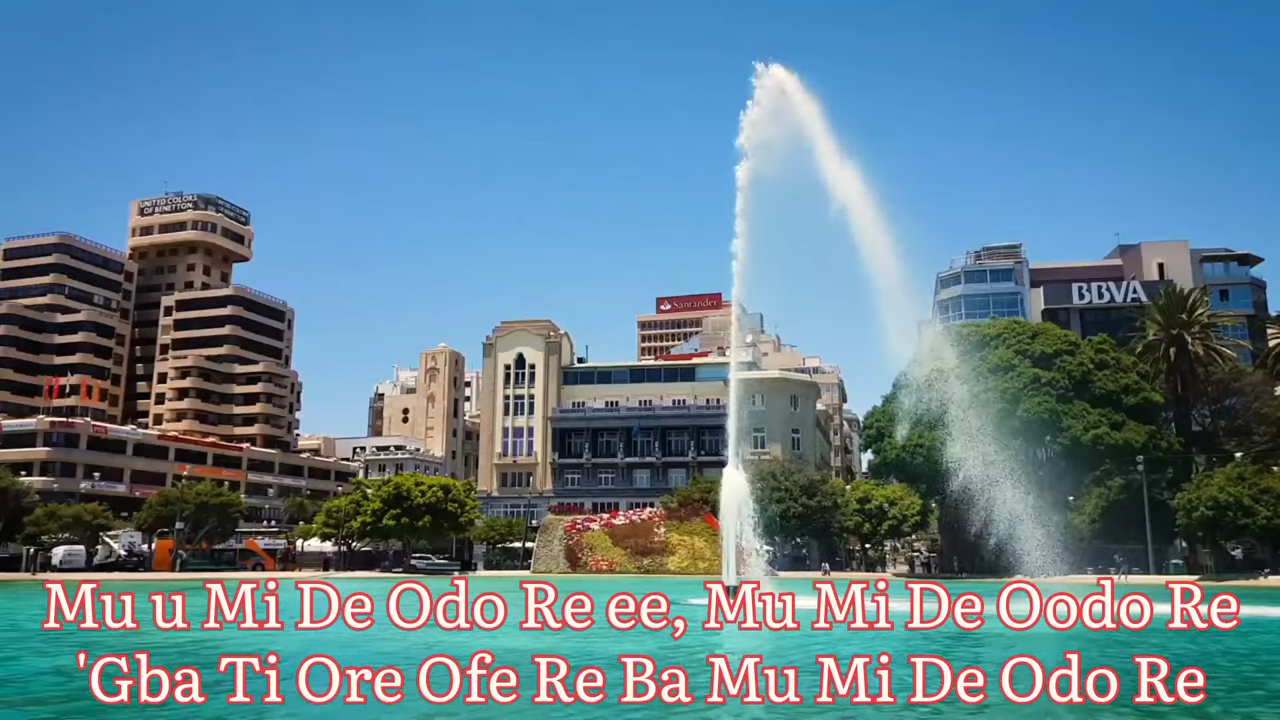 UNITED COLORS
OF BENETTON.
Santander
BBVA
Mu u Mi De Odo Re ee, Mu Mi De Oodo Re
'Gba Ti Ore Ofe Re Ba Mu Mi De Odo Re